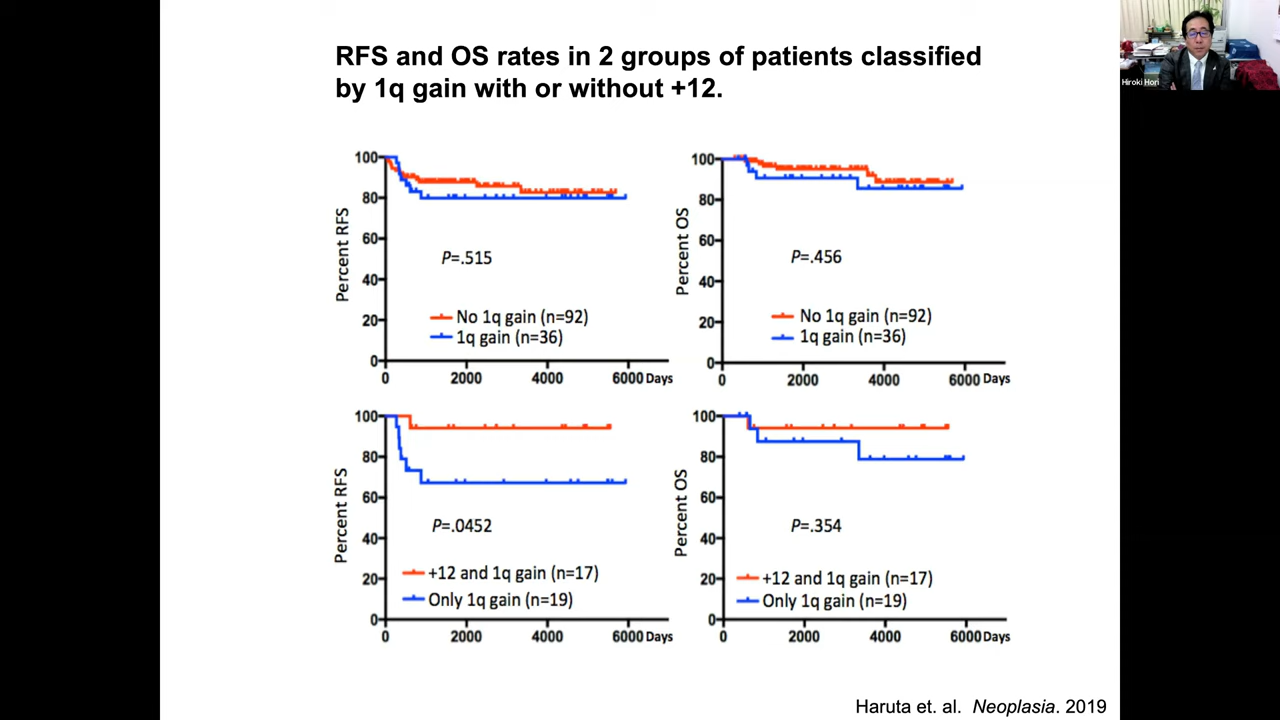 RFS and OS rates in 2 groups of patients classified
by 1q gain with or without +12.
Hiroki Hori
100
80
60
40
20
0
Percent RFS
P=.515
No 1q gain (n=92)
1q gain (n=36)
0
2000
4000
6000 Days
100
80
60
40
20
0
Percent OS
P=.456
No 1q gain (n=92)
1q gain (n=36)
0
2000
4000
6000 Days
100
80
60
40
20
0
Percent RFS
P=.0452
+12 and 1q gain (n=17)
Only 1q gain (n=19)
0
2000
4000
6000 Days
100
80
60
40
20
0
Percent OS
P=.354
+12 and 1q gain (n=17)
Only 1q gain (n=19)
0
2000
4000
6000 Days
Haruta et. al. Neoplasia. 2019